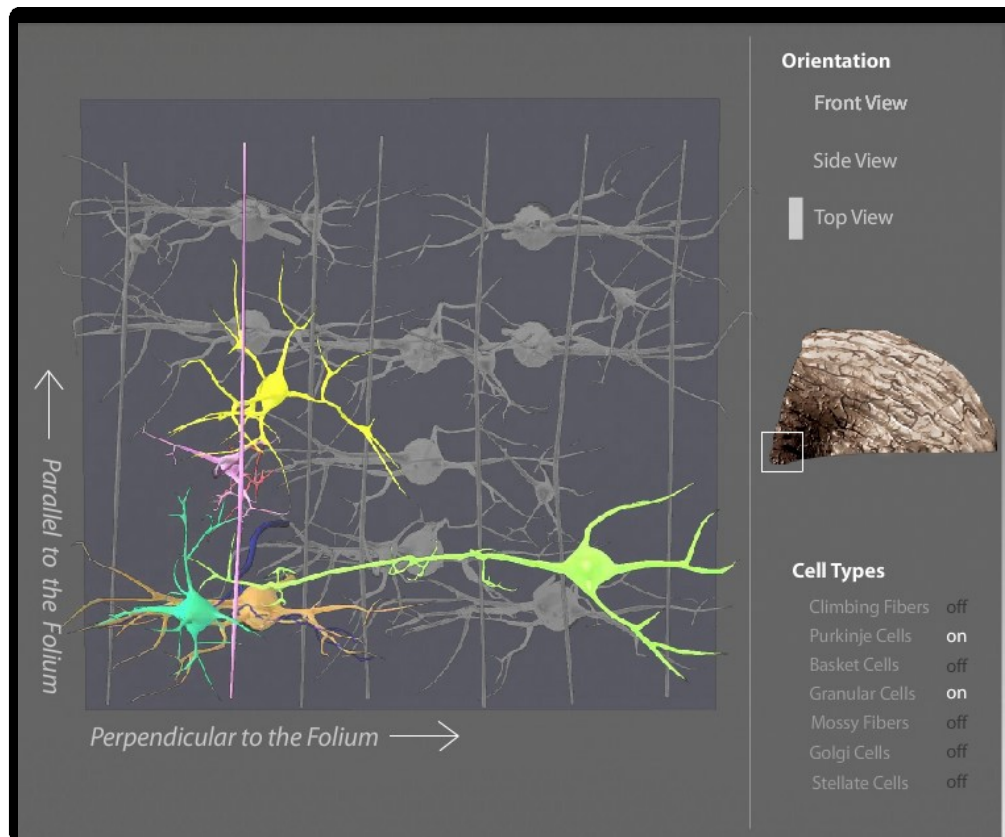 Orientation
Front View
Side View
Top View
Parallel to the Folium
Perpendicular to the Folium
Cell Types
Climbing Fibers off
Purkinje Cells on
Basket Cells off
Granular Cells on
Mossy Fibers off
Golgi Cells off
Stellate Cells off